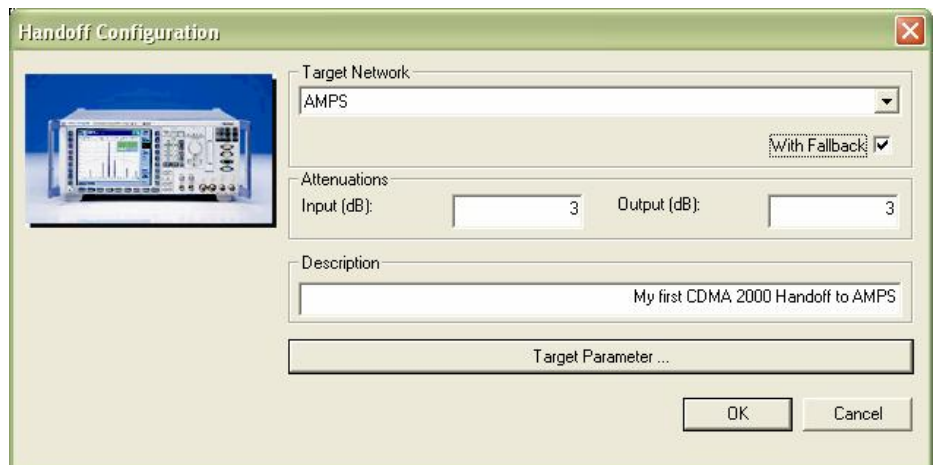 Handoff Configuration
Target Network
AMPS
With Fallback
Attenuations
Input (dB):
3
Output (dB):
3
Description
My first CDMA 2000 Handoff to AMPS
Target Parameter ...
OK
Cancel